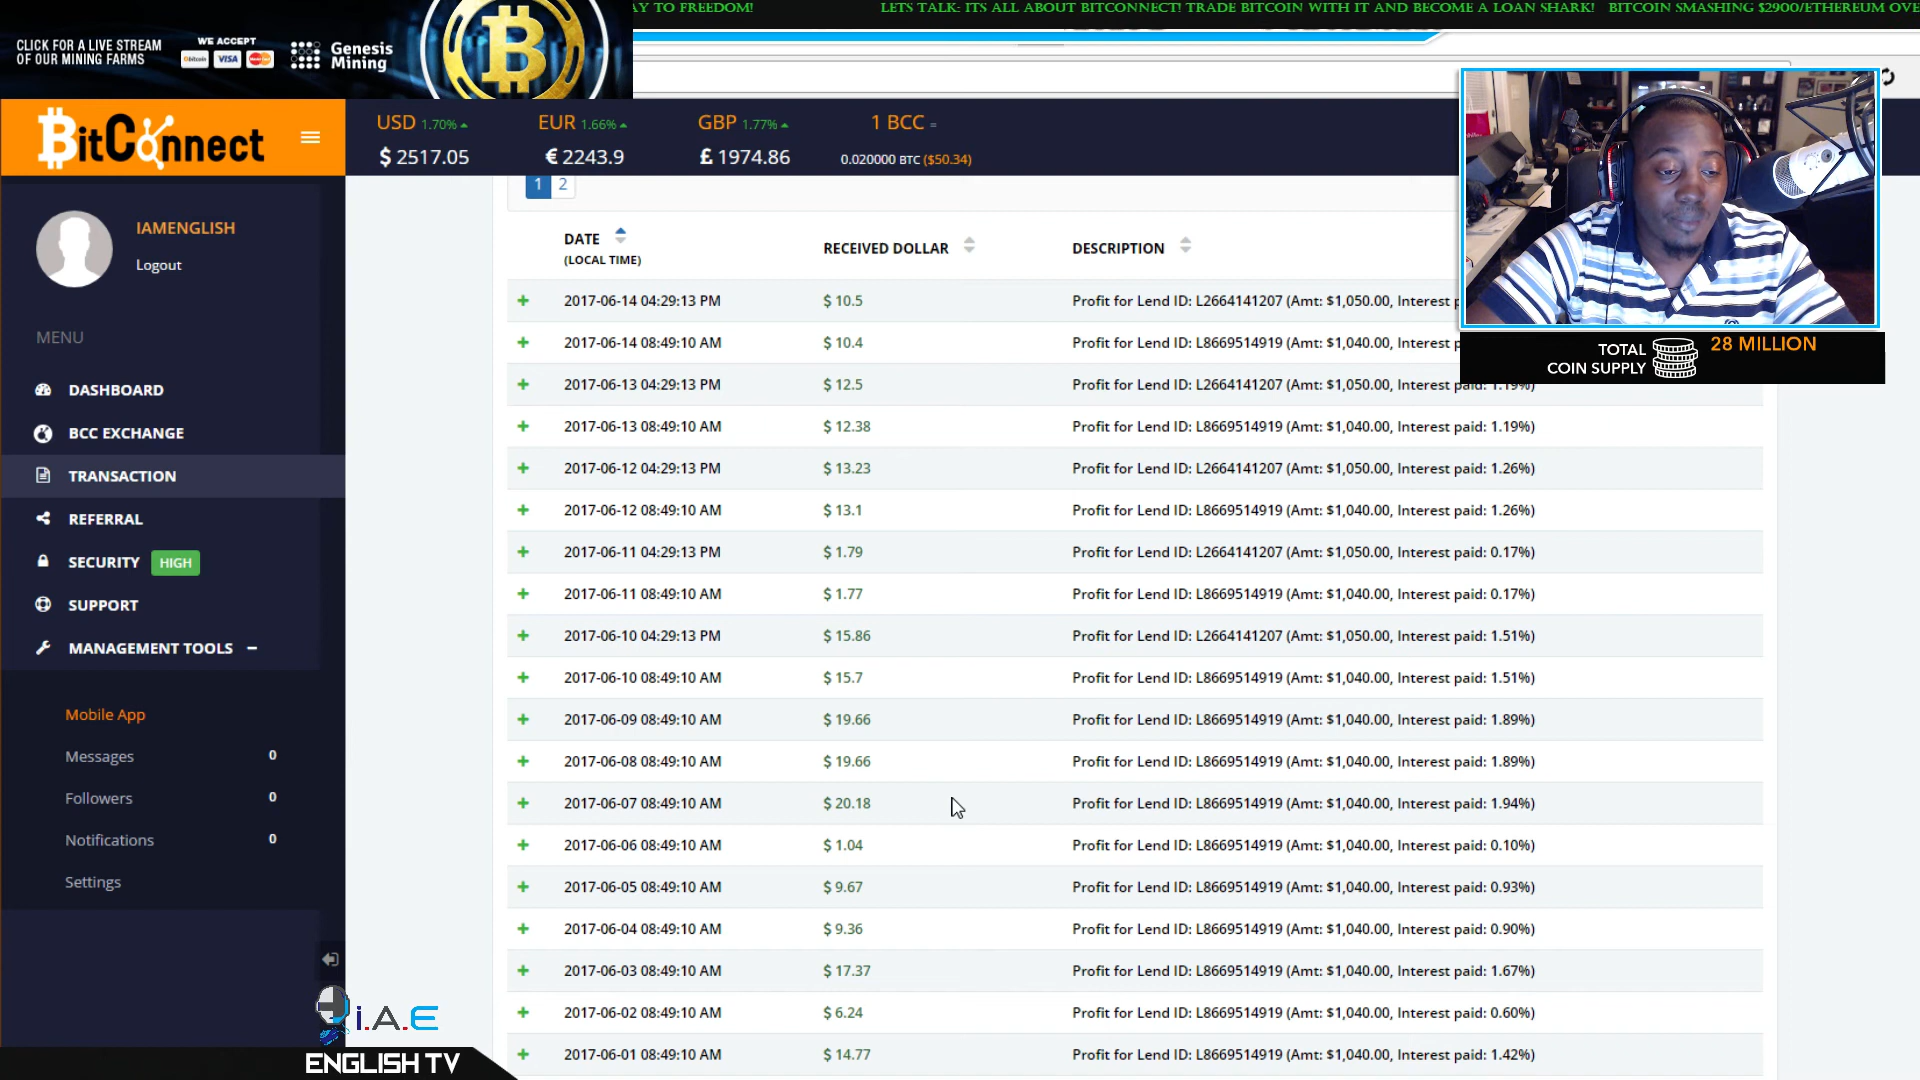 AY TO FREEDOM! LETS TALK: ITS ALL ABOUT BITCONNECT! TRADE BITCOIN WITH IT AND BECOME A LOAN SHARK! BITCOIN SMASHING $2900/ETHEREUM OVE
CLICK FOR A LIVE STREAM
OF OUR MINING FARMS
WE ACCEPT
bitcoin VISA
Genesis
Mining
BitConnect
USD 1.70%
$ 2517.05
EUR 1.66%
€ 2243.9
GBP 1.77%
£ 1974.86
1 BCC =
0.020000 BTC ($50.34)
IAMENGLISH
Logout
MENU
DASHBOARD
BCC EXCHANGE
TRANSACTION
REFERRAL
SECURITY HIGH
SUPPORT
MANAGEMENT TOOLS −
Mobile App
Messages 0
Followers 0
Notifications 0
Settings
1 2
DATE
(LOCAL TIME)
RECEIVED DOLLAR
DESCRIPTION
+ 2017-06-14 04:29:13 PM $ 10.5 Profit for Lend ID: L2664141207 (Amt: $1,050.00, Interest p
+ 2017-06-14 08:49:10 AM $ 10.4 Profit for Lend ID: L8669514919 (Amt: $1,040.00, Interest p
+ 2017-06-13 04:29:13 PM $ 12.5 Profit for Lend ID: L2664141207 (Amt: $1,050.00, Interest paid: 1.19%)
+ 2017-06-13 08:49:10 AM $ 12.38 Profit for Lend ID: L8669514919 (Amt: $1,040.00, Interest paid: 1.19%)
+ 2017-06-12 04:29:13 PM $ 13.23 Profit for Lend ID: L2664141207 (Amt: $1,050.00, Interest paid: 1.26%)
+ 2017-06-12 08:49:10 AM $ 13.1 Profit for Lend ID: L8669514919 (Amt: $1,040.00, Interest paid: 1.26%)
+ 2017-06-11 04:29:13 PM $ 1.79 Profit for Lend ID: L2664141207 (Amt: $1,050.00, Interest paid: 0.17%)
+ 2017-06-11 08:49:10 AM $ 1.77 Profit for Lend ID: L8669514919 (Amt: $1,040.00, Interest paid: 0.17%)
+ 2017-06-10 04:29:13 PM $ 15.86 Profit for Lend ID: L2664141207 (Amt: $1,050.00, Interest paid: 1.51%)
+ 2017-06-10 08:49:10 AM $ 15.7 Profit for Lend ID: L8669514919 (Amt: $1,040.00, Interest paid: 1.51%)
+ 2017-06-09 08:49:10 AM $ 19.66 Profit for Lend ID: L8669514919 (Amt: $1,040.00, Interest paid: 1.89%)
+ 2017-06-08 08:49:10 AM $ 19.66 Profit for Lend ID: L8669514919 (Amt: $1,040.00, Interest paid: 1.89%)
+ 2017-06-07 08:49:10 AM $ 20.18 Profit for Lend ID: L8669514919 (Amt: $1,040.00, Interest paid: 1.94%)
+ 2017-06-06 08:49:10 AM $ 1.04 Profit for Lend ID: L8669514919 (Amt: $1,040.00, Interest paid: 0.10%)
+ 2017-06-05 08:49:10 AM $ 9.67 Profit for Lend ID: L8669514919 (Amt: $1,040.00, Interest paid: 0.93%)
+ 2017-06-04 08:49:10 AM $ 9.36 Profit for Lend ID: L8669514919 (Amt: $1,040.00, Interest paid: 0.90%)
+ 2017-06-03 08:49:10 AM $ 17.37 Profit for Lend ID: L8669514919 (Amt: $1,040.00, Interest paid: 1.67%)
+ 2017-06-02 08:49:10 AM $ 6.24 Profit for Lend ID: L8669514919 (Amt: $1,040.00, Interest paid: 0.60%)
+ 2017-06-01 08:49:10 AM $ 14.77 Profit for Lend ID: L8669514919 (Amt: $1,040.00, Interest paid: 1.42%)
TOTAL
COIN SUPPLY
28 MILLION
i.A.E
ENGLISH TV